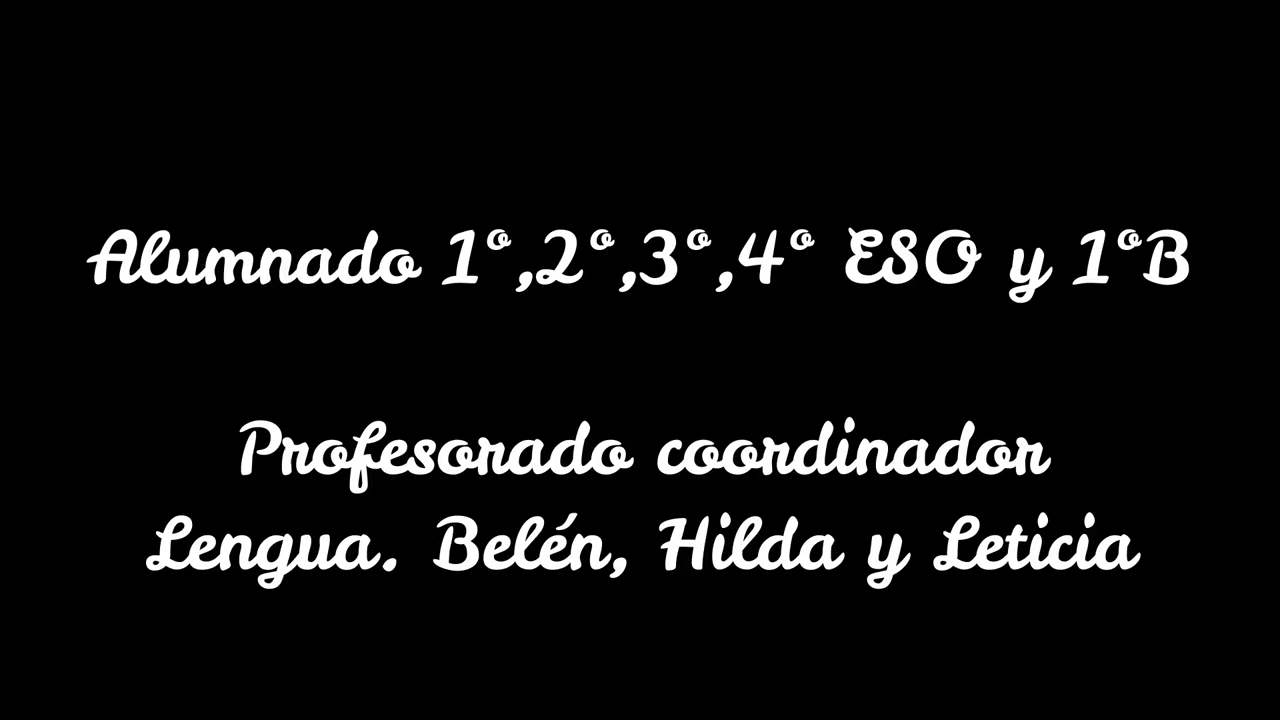 Alumnado 1º,2º,3º,4º ESO y 1ºB
Profesorado coordinador
Lengua. Belén, Hilda y Leticia